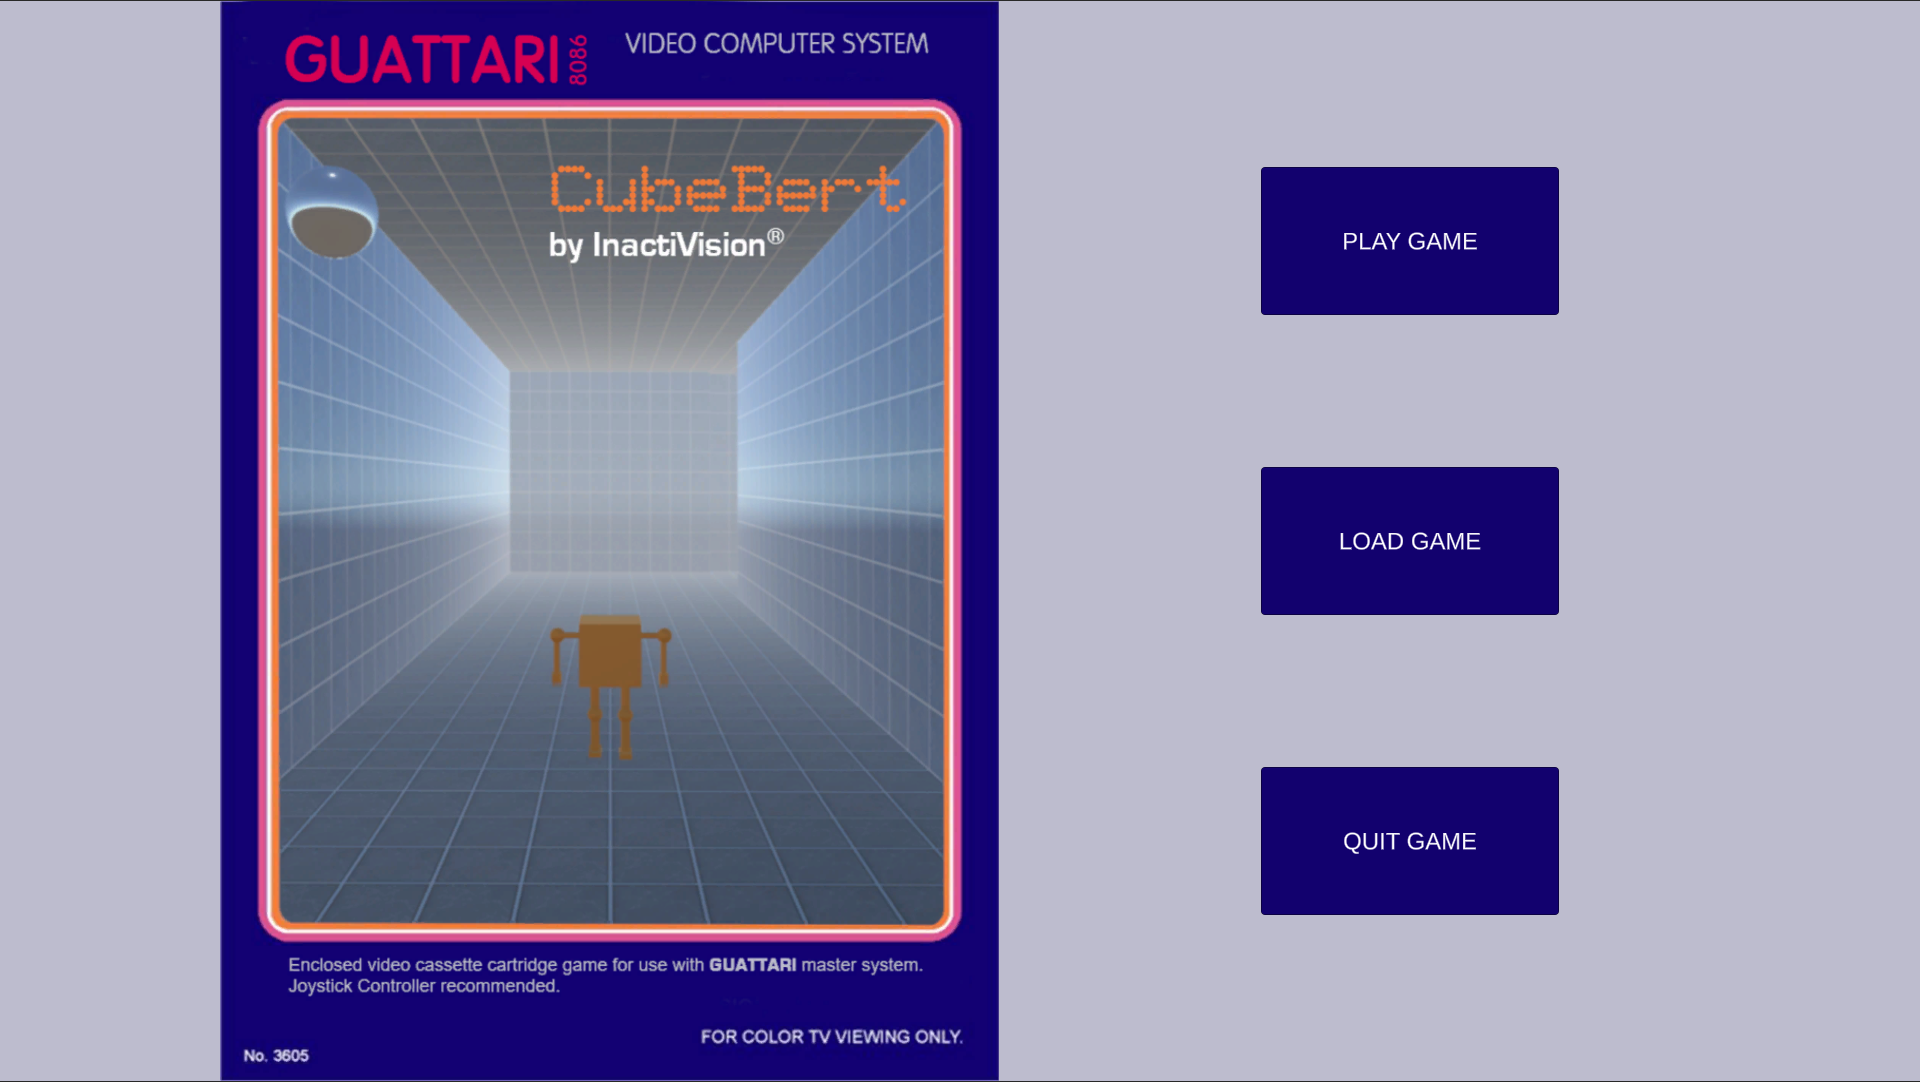 GUATTARI 8086 VIDEO COMPUTER SYSTEM
CubeBert
by InactiVision®
Enclosed video cassette cartridge game for use with GUATTARI master system.
Joystick Controller recommended.
FOR COLOR TV VIEWING ONLY.
No. 3605
PLAY GAME
LOAD GAME
QUIT GAME